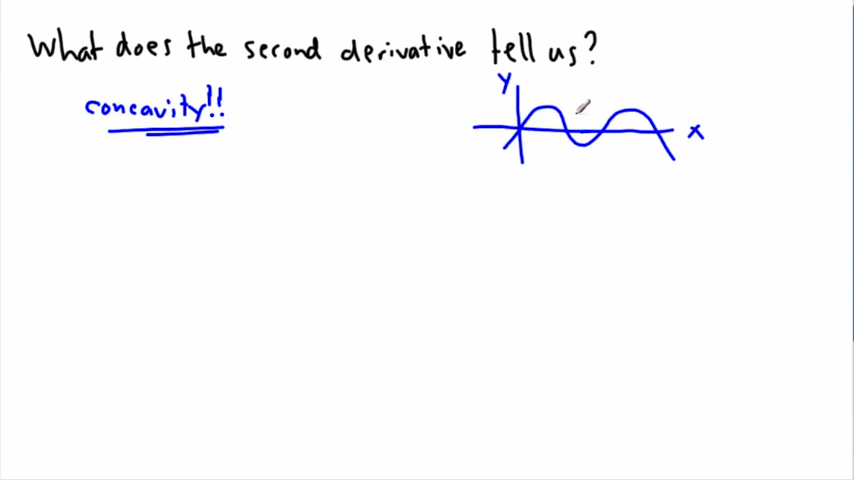 What does the second derivative tell us?
concavity!!
y
x